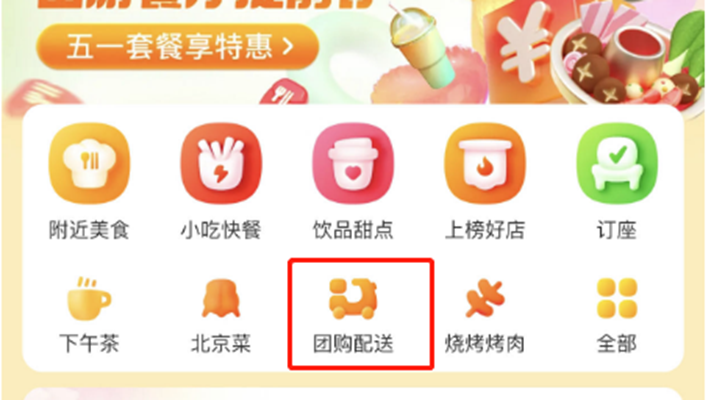 五一套餐享特惠 >
¥
附近美食 小吃快餐 饮品甜点 上榜好店 订座
下午茶 北京菜 团购配送 烧烤烤肉 全部